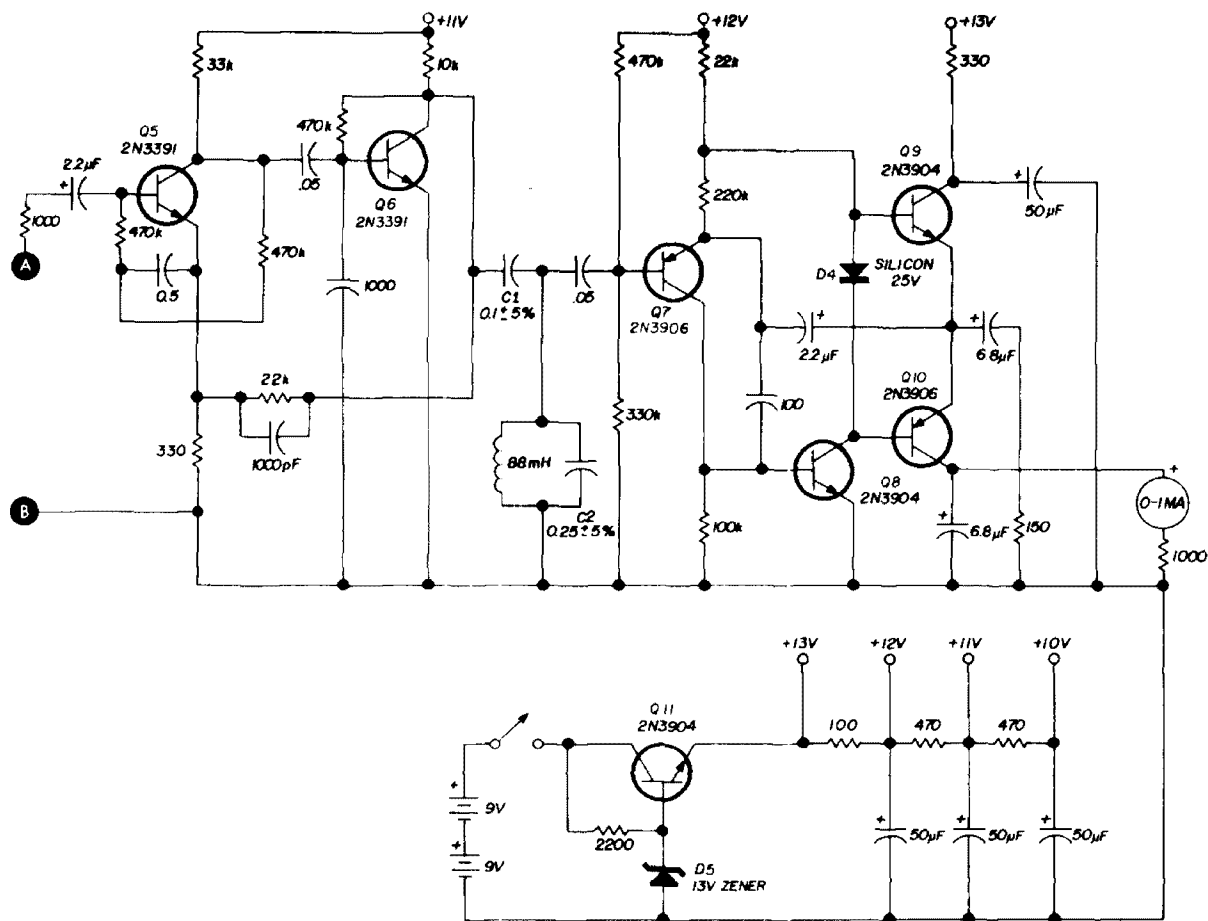 +11V
+12V
+13V
33k
10k
470k
22k
330
Q5
2N3391
2.2µF
+
1000
A
470k
0.5
470k
470k
.05
Q6
2N3391
1000
22k
1000pF
330
B
C1
0.1±5%
.05
88mH
C2
0.25±5%
330k
220k
Q7
2N3906
100k
+
2.2µF
100
D4
SILICON
25V
Q9
2N3904
+
50µF
+
6.8µF
Q10
2N3906
Q8
2N3904
+
6.8µF
150
+
0-1MA
1000
+13V
+12V
+11V
+10V
Q11
2N3904
100
470
470
+
9V
+
9V
2200
D5
13V ZENER
+
50µF
+
50µF
+
50µF